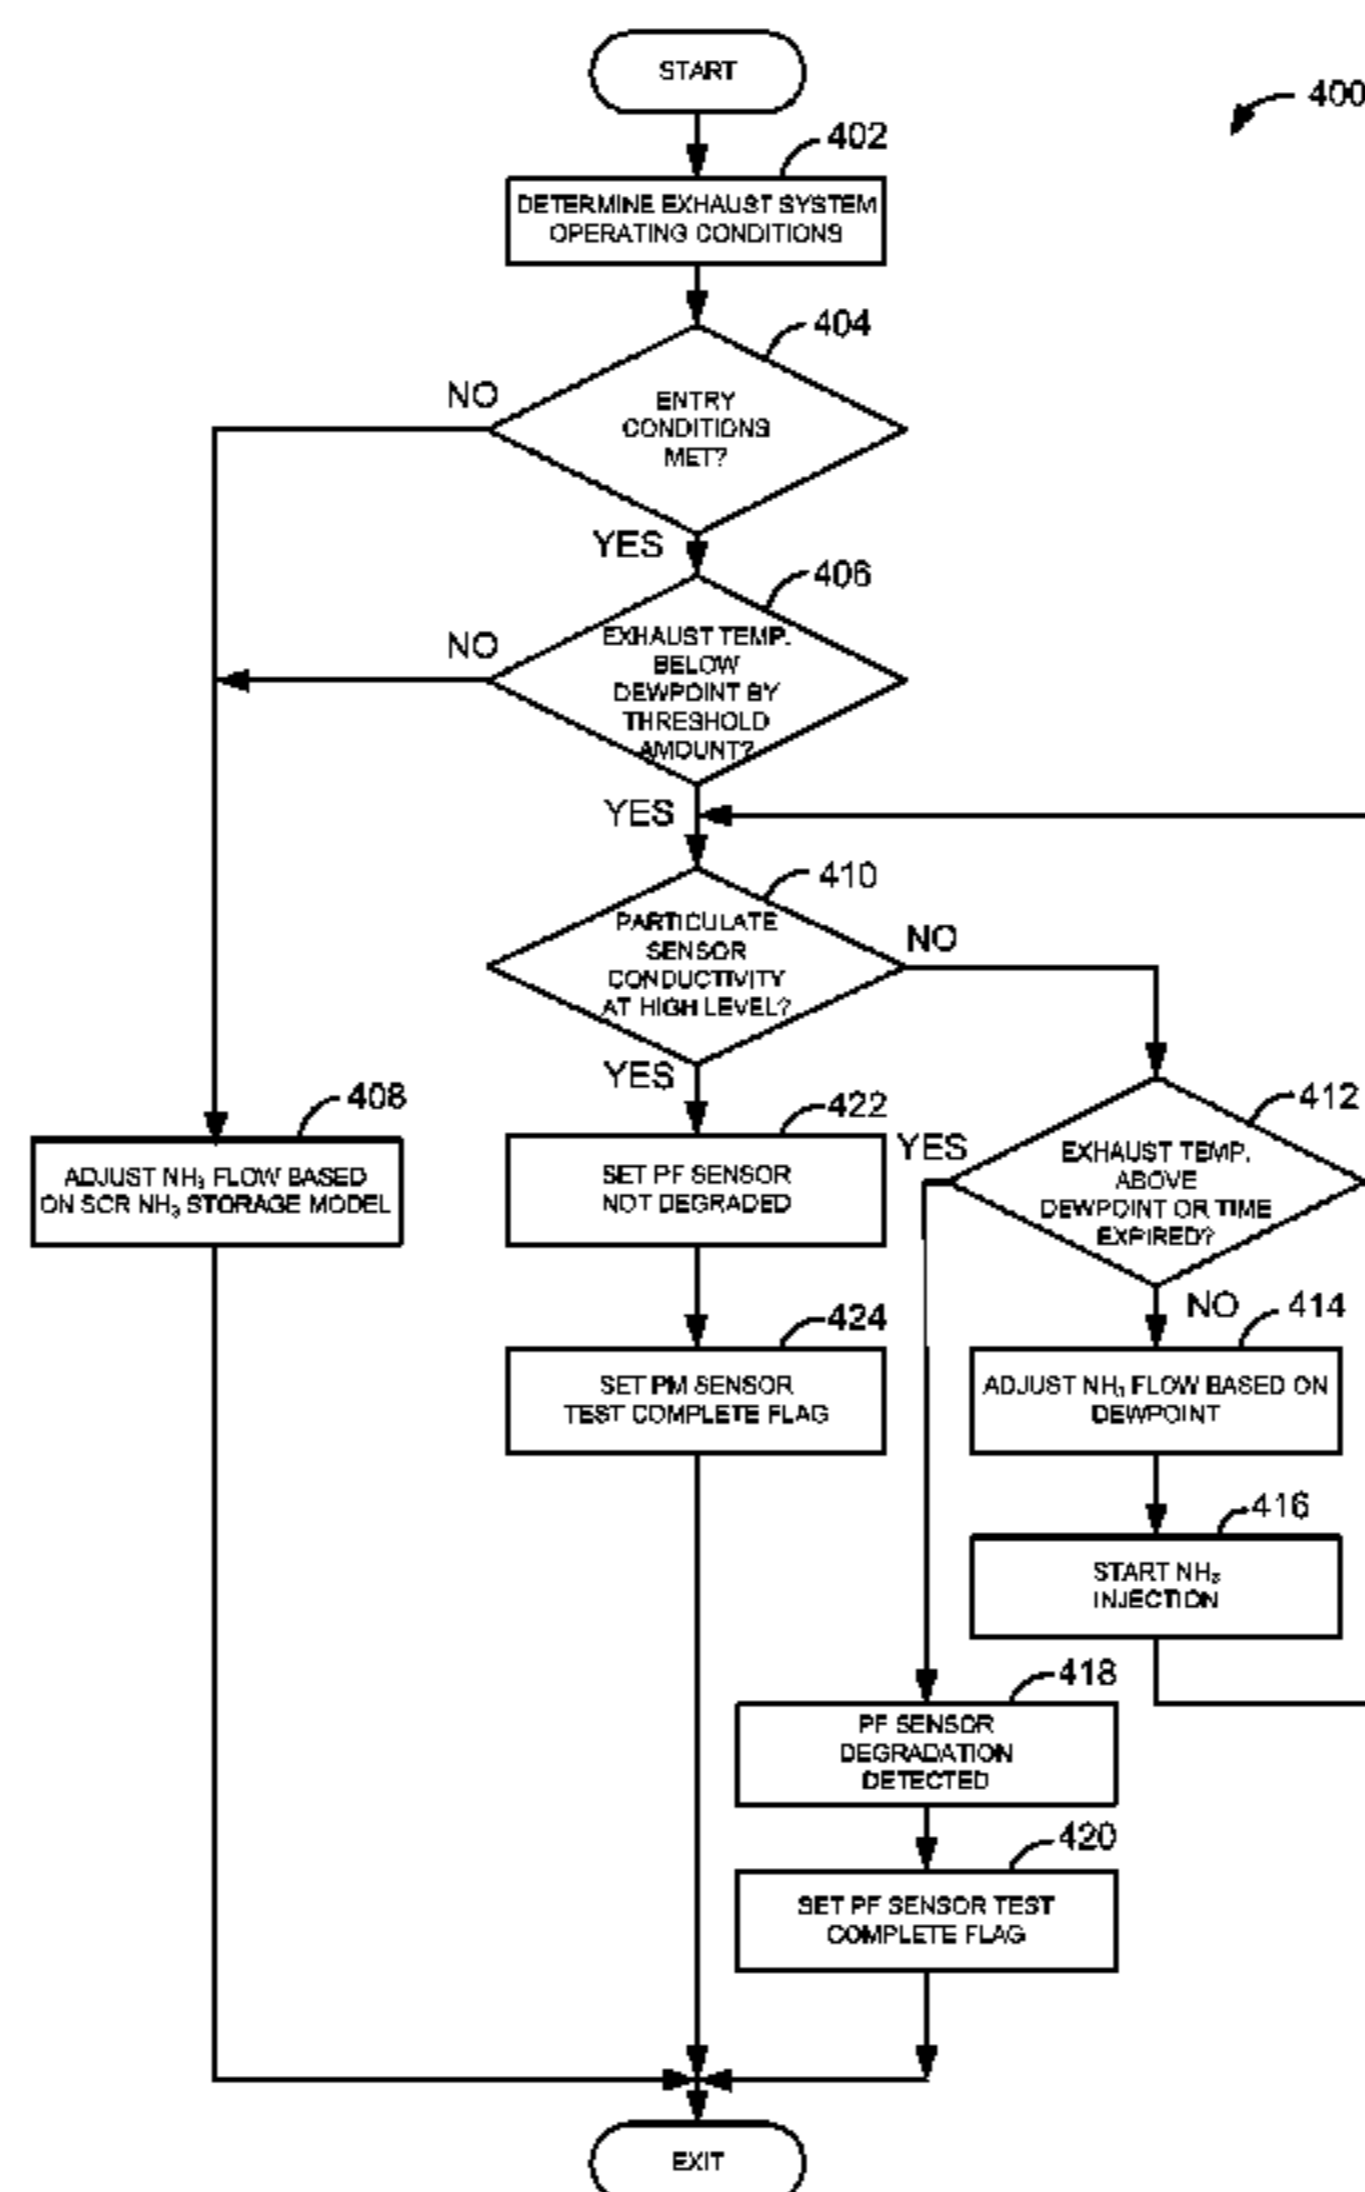 START
400
402
DETERMINE EXHAUST SYSTEM
OPERATING CONDITIONS
404
NO
ENTRY
CONDITIONS
MET?
YES
406
NO
EXHAUST TEMP.
BELOW
DEWPOINT BY
THRESHOLD
AMOUNT?
YES
410
PARTICULATE
SENSOR
CONDUCTIVITY
AT HIGH LEVEL?
NO
YES
408
ADJUST NH₃ FLOW BASED
ON SCR NH₃ STORAGE MODEL
422
SET PF SENSOR
NOT DEGRADED
412
YES
EXHAUST TEMP.
ABOVE
DEWPOINT OR TIME
EXPIRED?
NO
424
SET PM SENSOR
TEST COMPLETE FLAG
414
ADJUST NH₃ FLOW BASED ON
DEWPOINT
416
START NH₃
INJECTION
418
PF SENSOR
DEGRADATION
DETECTED
420
SET PF SENSOR TEST
COMPLETE FLAG
EXIT